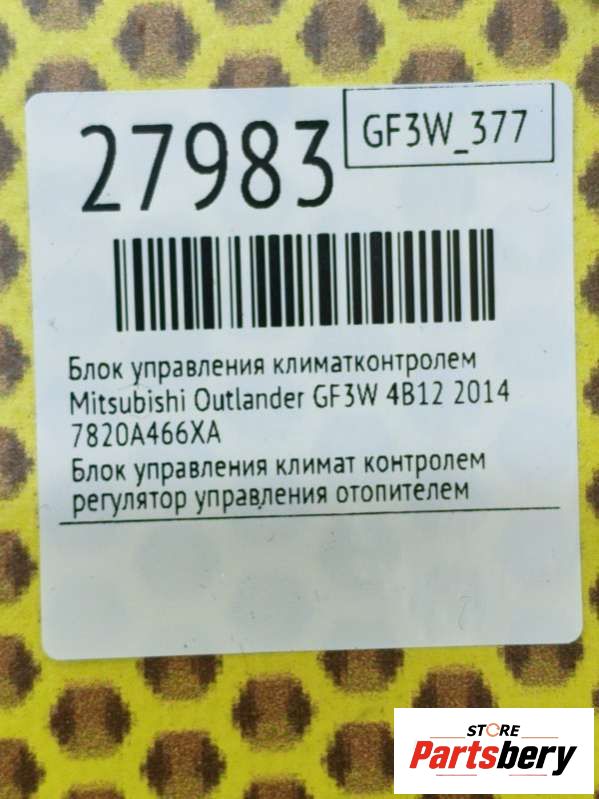 27983
GF3W_377
Блок управления климатконтролем
Mitsubishi Outlander GF3W 4B12 2014
7820A466XA
Блок управления климат контролем
регулятор управления отопителем
STORE
Partsbery